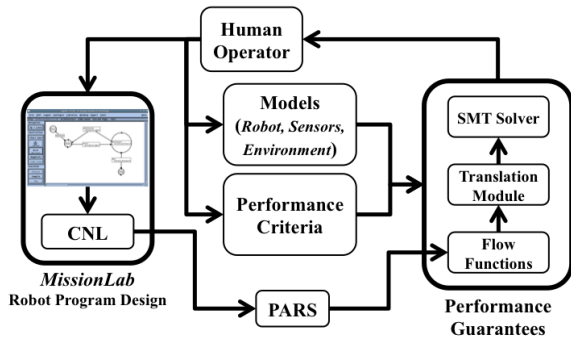 Human
Operator
Models
(Robot, Sensors,
Environment)
Performance
Criteria
CNL
MissionLab
Robot Program Design
PARS
SMT Solver
Translation
Module
Flow
Functions
Performance
Guarantees